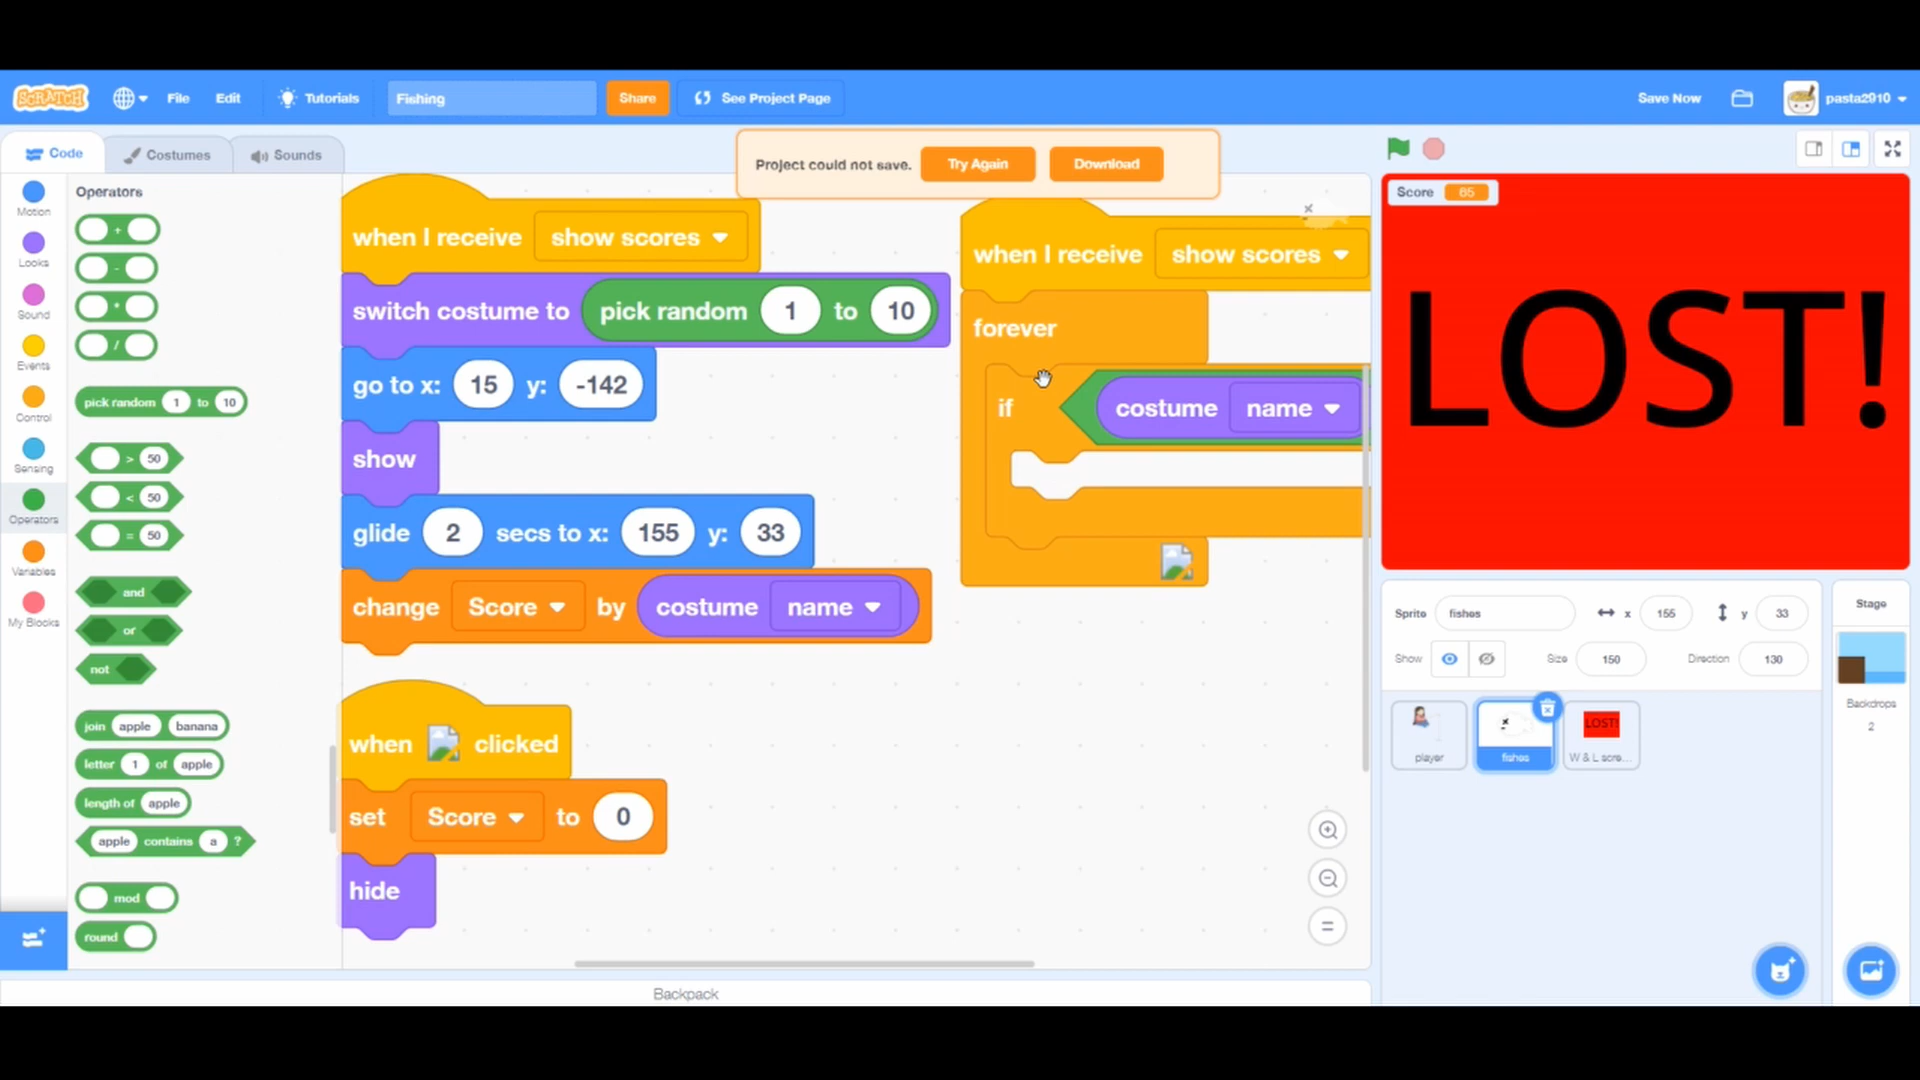 SCRATCH File Edit Tutorials Fishing Share See Project Page Save Now pasta2910
Code Costumes Sounds
Project could not save. Try Again Download
Motion
Looks
Sound
Events
Control
Sensing
Operators
Variables
My Blocks
Operators
+
-
*
/
pick random 1 to 10
> 50
< 50
= 50
and
or
not
join apple banana
letter 1 of apple
length of apple
apple contains a ?
mod
round
when I receive show scores
switch costume to pick random 1 to 10
go to x: 15 y: -142
show
glide 2 secs to x: 155 y: 33
change Score by costume name
when clicked
set Score to 0
hide
when I receive show scores
forever
if costume name
Backpack
Score 65
LOST!
Sprite fishes x 155 y 33
Show Size 150 Direction 130
player
fishes
LOST!
W & L scre...
Stage
Backdrops
2